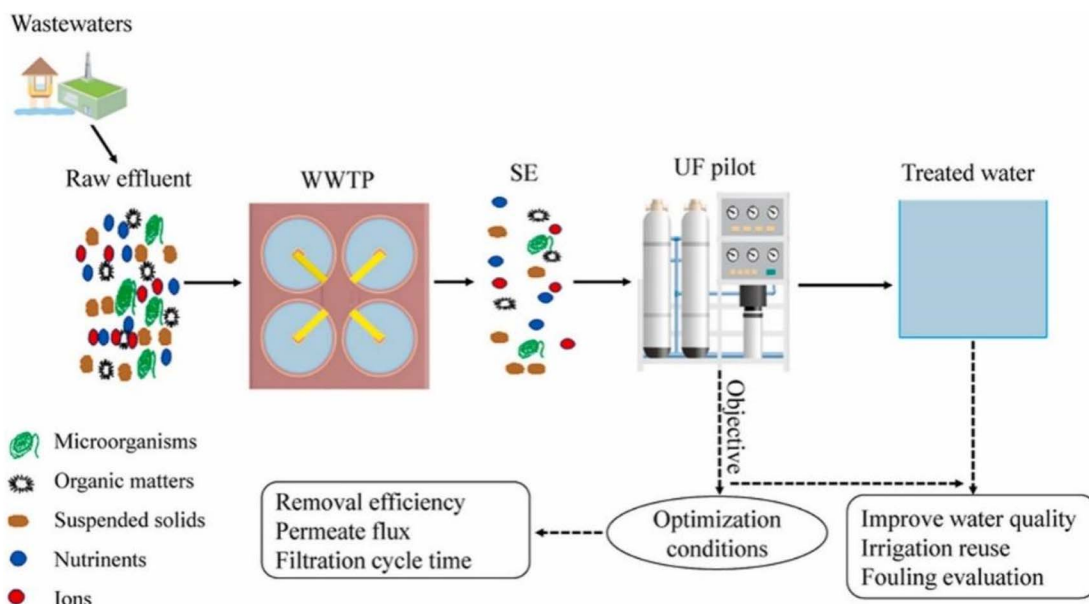 Wastewaters
Raw effluent
WWTP
SE
UF pilot
Treated water
Objective
Microorganisms
Organic matters
Suspended solids
Nutrinents
Ions
Removal efficiency
Permeate flux
Filtration cycle time
Optimization
conditions
Improve water quality
Irrigation reuse
Fouling evaluation